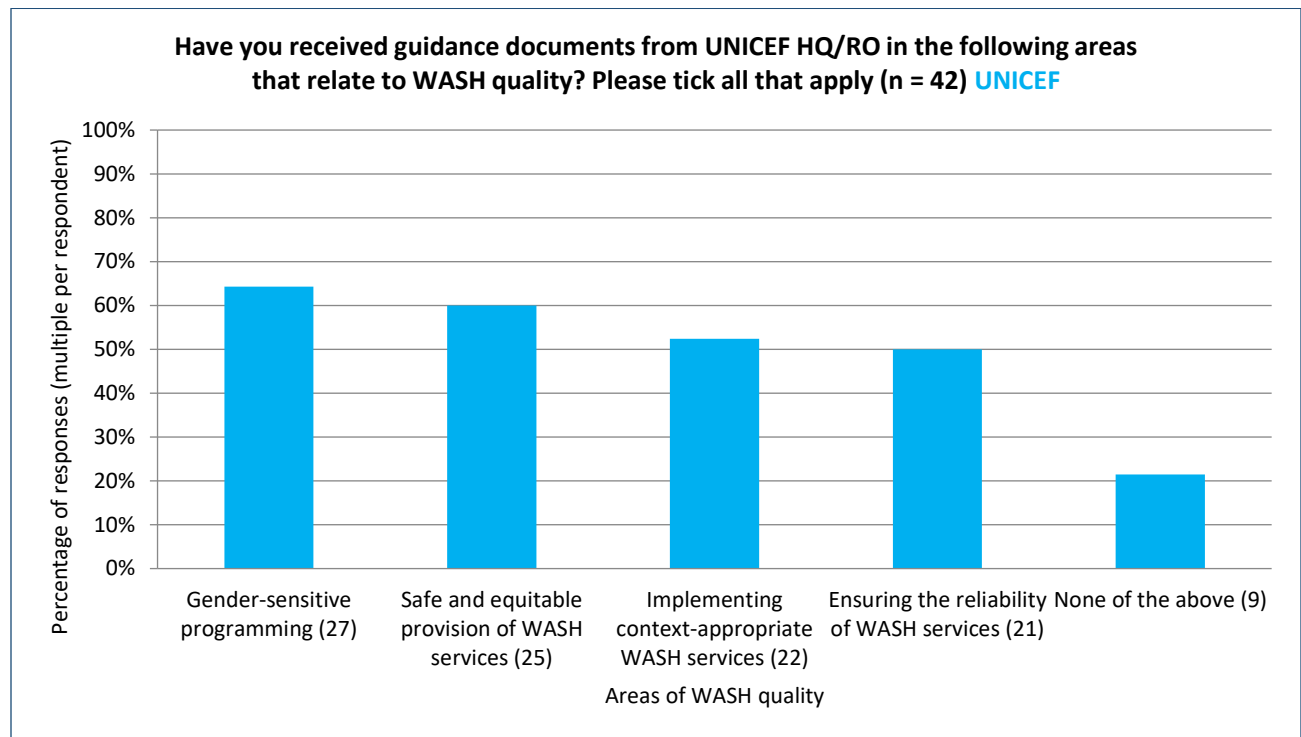 Have you received guidance documents from UNICEF HQ/RO in the following areas
that relate to WASH quality? Please tick all that apply (n = 42) UNICEF
Percentage of responses (multiple per respondent)
100%
90%
80%
70%
60%
50%
40%
30%
20%
10%
0%
Gender-sensitive
programming (27)
Safe and equitable
provision of WASH
services (25)
Implementing
context-appropriate
WASH services (22)
Ensuring the reliability
of WASH services (21)
None of the above (9)
Areas of WASH quality